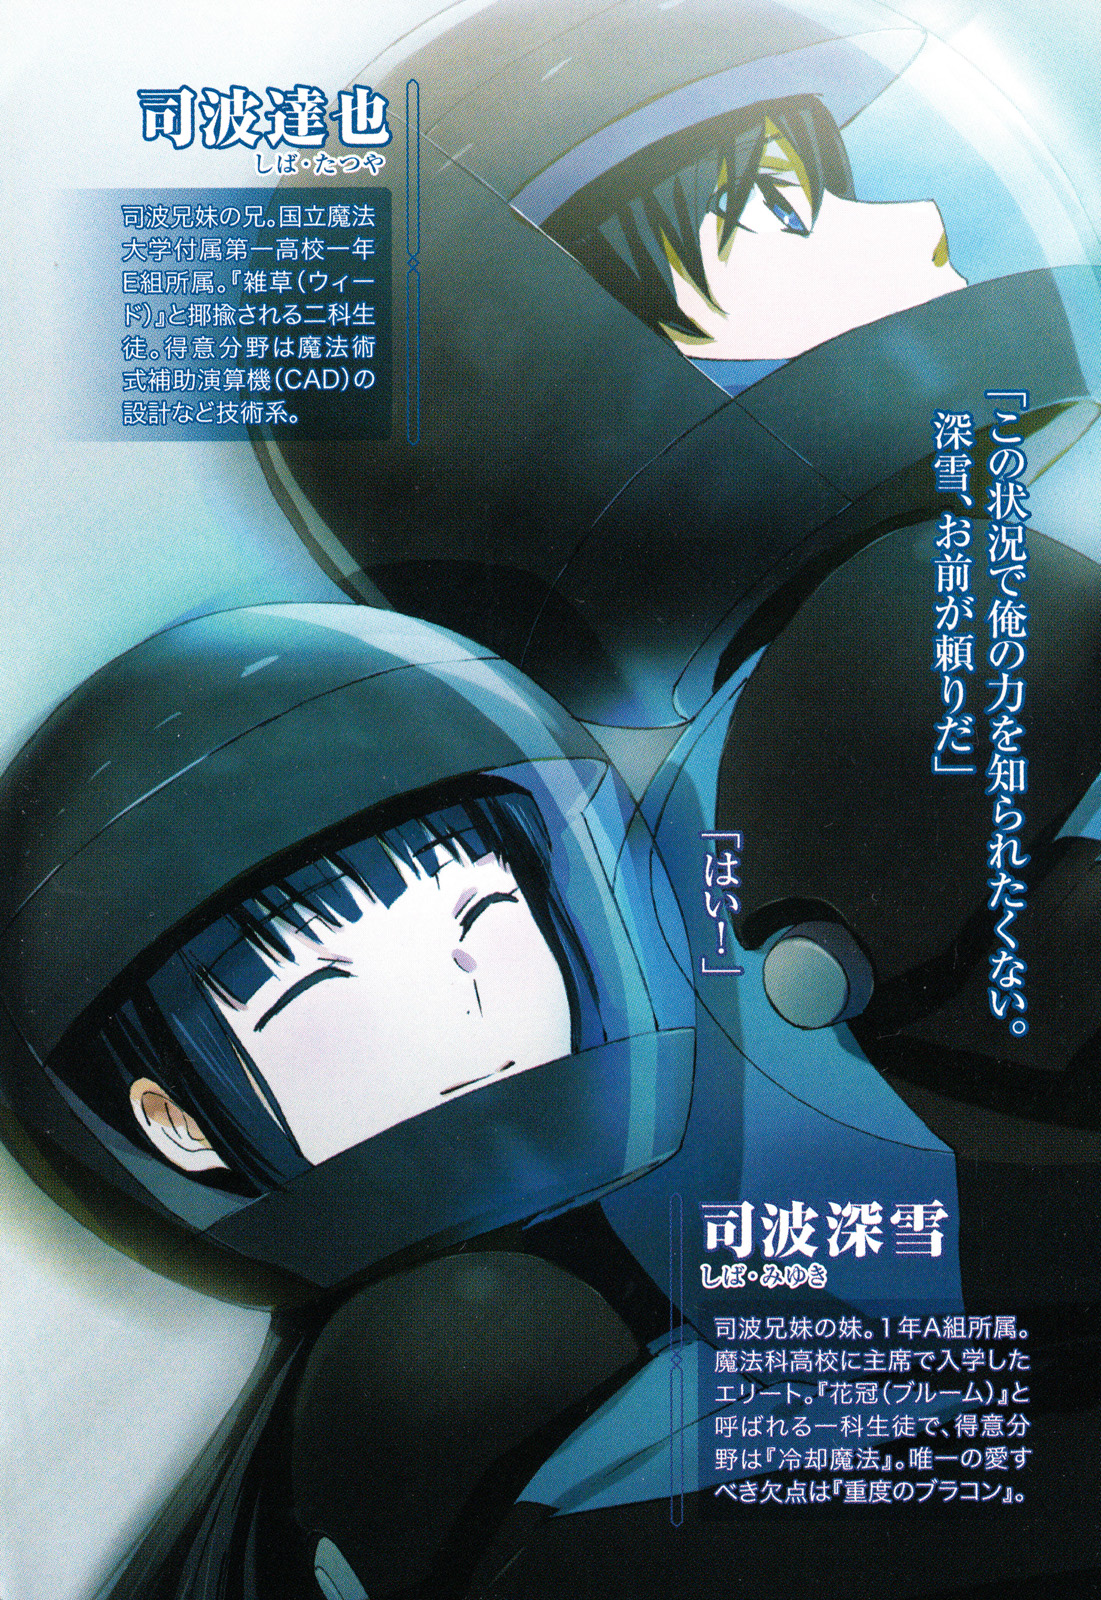 司波達也
しば・たつや
司波兄妹の兄。国立魔法
大学付属第一高校一年
E組所属。『雑草（ウィー
ド）』と揶揄される二科生
徒。得意分野は魔法術
式補助演算機（CAD）の
設計など技術系。
「この状況で俺の力を知られたくない。
深雪、お前が頼りだ」
「はい！」
司波深雪
しば・みゆき
司波兄妹の妹。1年A組所属。
魔法科高校に主席で入学した
エリート。『花冠（ブルーム）』と
呼ばれる一科生徒で、得意分
野は『冷却魔法』。唯一の愛す
べき欠点は『重度のブラコン』。